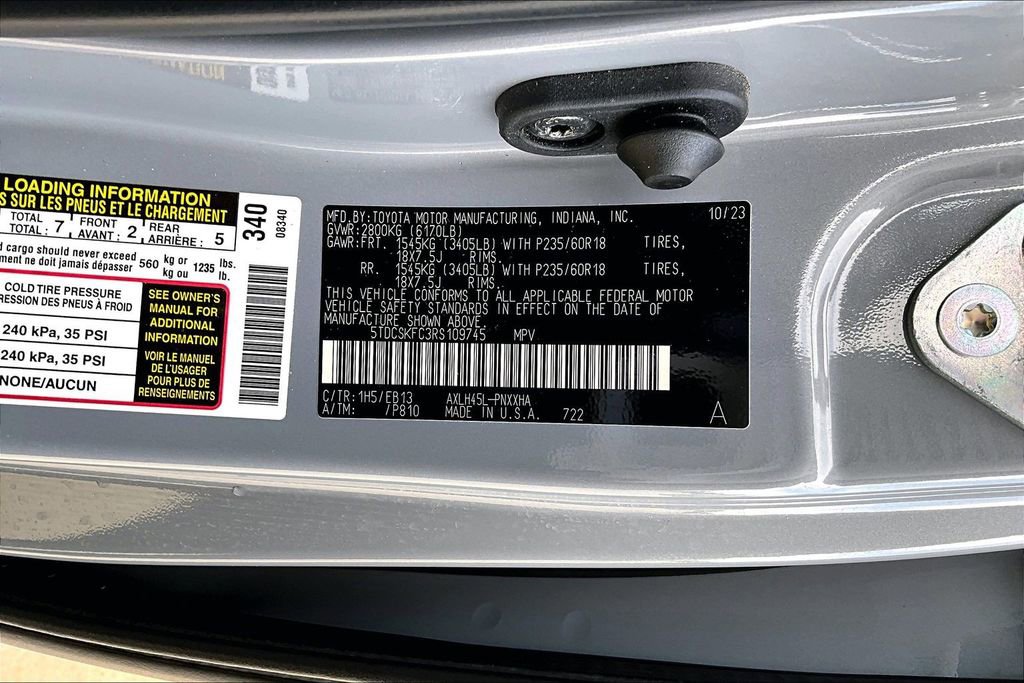 LOADING INFORMATION
S SUR LES PNEUS ET LE CHARGEMENT
TOTAL 7 FRONT 2 REAR 5
TOTAL : AVANT : ARRIÈRE :
d cargo should never exceed 560 kg or 1235 lbs.
ment ne doit jamais dépasser kg ou lb.
COLD TIRE PRESSURE
RESSION DES PNEUS À FROID
240 kPa, 35 PSI
240 kPa, 35 PSI
NONE/AUCUN
SEE OWNER'S
MANUAL FOR
ADDITIONAL
INFORMATION
VOIR LE MANUEL
DE L'USAGER
POUR PLUS DE
RENSEIGNEMENTS
340
08340
MFD.BY:TOYOTA MOTOR MANUFACTURING, INDIANA, INC. 10/23
GVWR:2800KG (6170LB)
GAWR:FRT. 1545KG (3405LB) WITH P235/60R18 TIRES,
18X7.5J RIMS.
RR. 1545KG (3405LB) WITH P235/60R18 TIRES,
18X7.5J RIMS.
THIS VEHICLE CONFORMS TO ALL APPLICABLE FEDERAL MOTOR
VEHICLE SAFETY STANDARDS IN EFFECT ON THE DATE OF
MANUFACTURE SHOWN ABOVE.
5TDCSKFC3RS109745 MPV
C/TR:1H5/EB13 AXLH45L-PNXXHA
A/TM: /P810 MADE IN U.S.A. 722
A